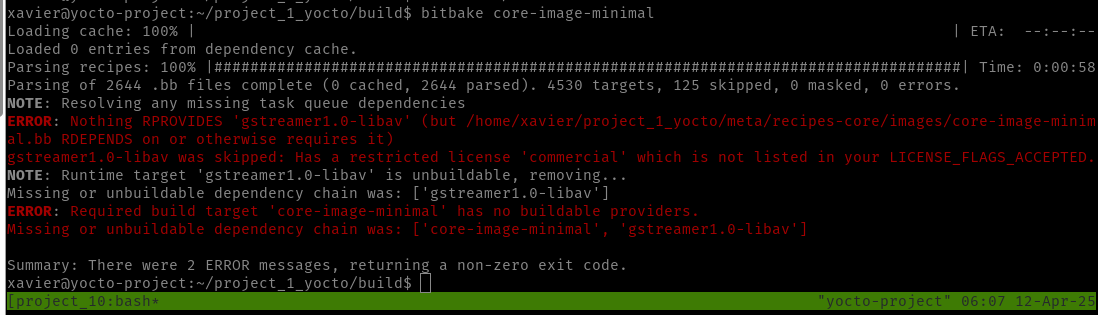 xavier@yocto-project:~/project_1_yocto/build$ bitbake core-image-minimal
Loading cache: 100% | | ETA: --:--:--
Loaded 0 entries from dependency cache.
Parsing recipes: 100% |###################################################################################| Time: 0:00:58
Parsing of 2644 .bb files complete (0 cached, 2644 parsed). 4530 targets, 125 skipped, 0 masked, 0 errors.
NOTE: Resolving any missing task queue dependencies
ERROR: Nothing RPROVIDES 'gstreamer1.0-libav' (but /home/xavier/project_1_yocto/meta/recipes-core/images/core-image-minim
al.bb RDEPENDS on or otherwise requires it)
gstreamer1.0-libav was skipped: Has a restricted license 'commercial' which is not listed in your LICENSE_FLAGS_ACCEPTED.
NOTE: Runtime target 'gstreamer1.0-libav' is unbuildable, removing...
Missing or unbuildable dependency chain was: ['gstreamer1.0-libav']
ERROR: Required build target 'core-image-minimal' has no buildable providers.
Missing or unbuildable dependency chain was: ['core-image-minimal', 'gstreamer1.0-libav']
Summary: There were 2 ERROR messages, returning a non-zero exit code.
xavier@yocto-project:~/project_1_yocto/build$
[project_10:bash* "yocto-project" 06:07 12-Apr-25